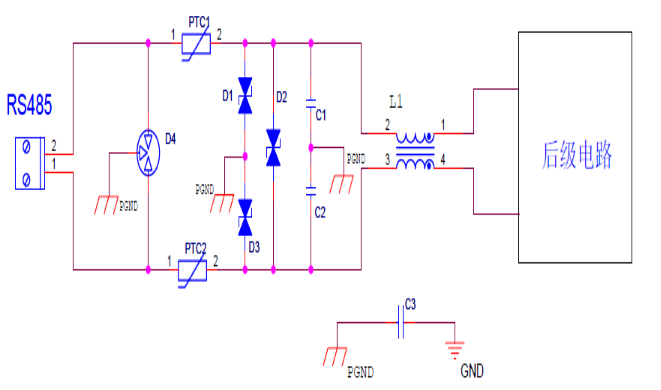 PTC1
1 2
RS485
D1
D2
C1
L1
2 1
2
1
D4
PGND
PGND
PGND
3 4
后级电路
C2
D3
PTC2
1 2
C3
PGND
GND